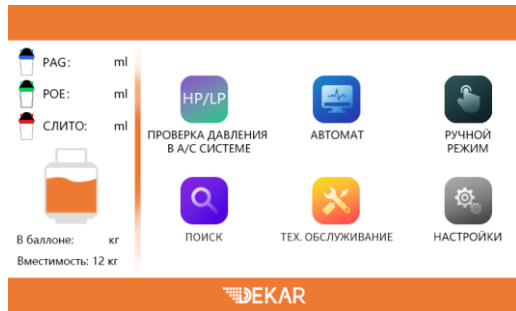 PAG: ml
POE: ml
СЛИТО: ml
В баллоне: кг
Вместимость: 12 кг
HP/LP
ПРОВЕРКА ДАВЛЕНИЯ
В А/С СИСТЕМЕ
АВТОМАТ
РУЧНОЙ
РЕЖИМ
ПОИСК
ТЕХ. ОБСЛУЖИВАНИЕ
НАСТРОЙКИ
DEKAR